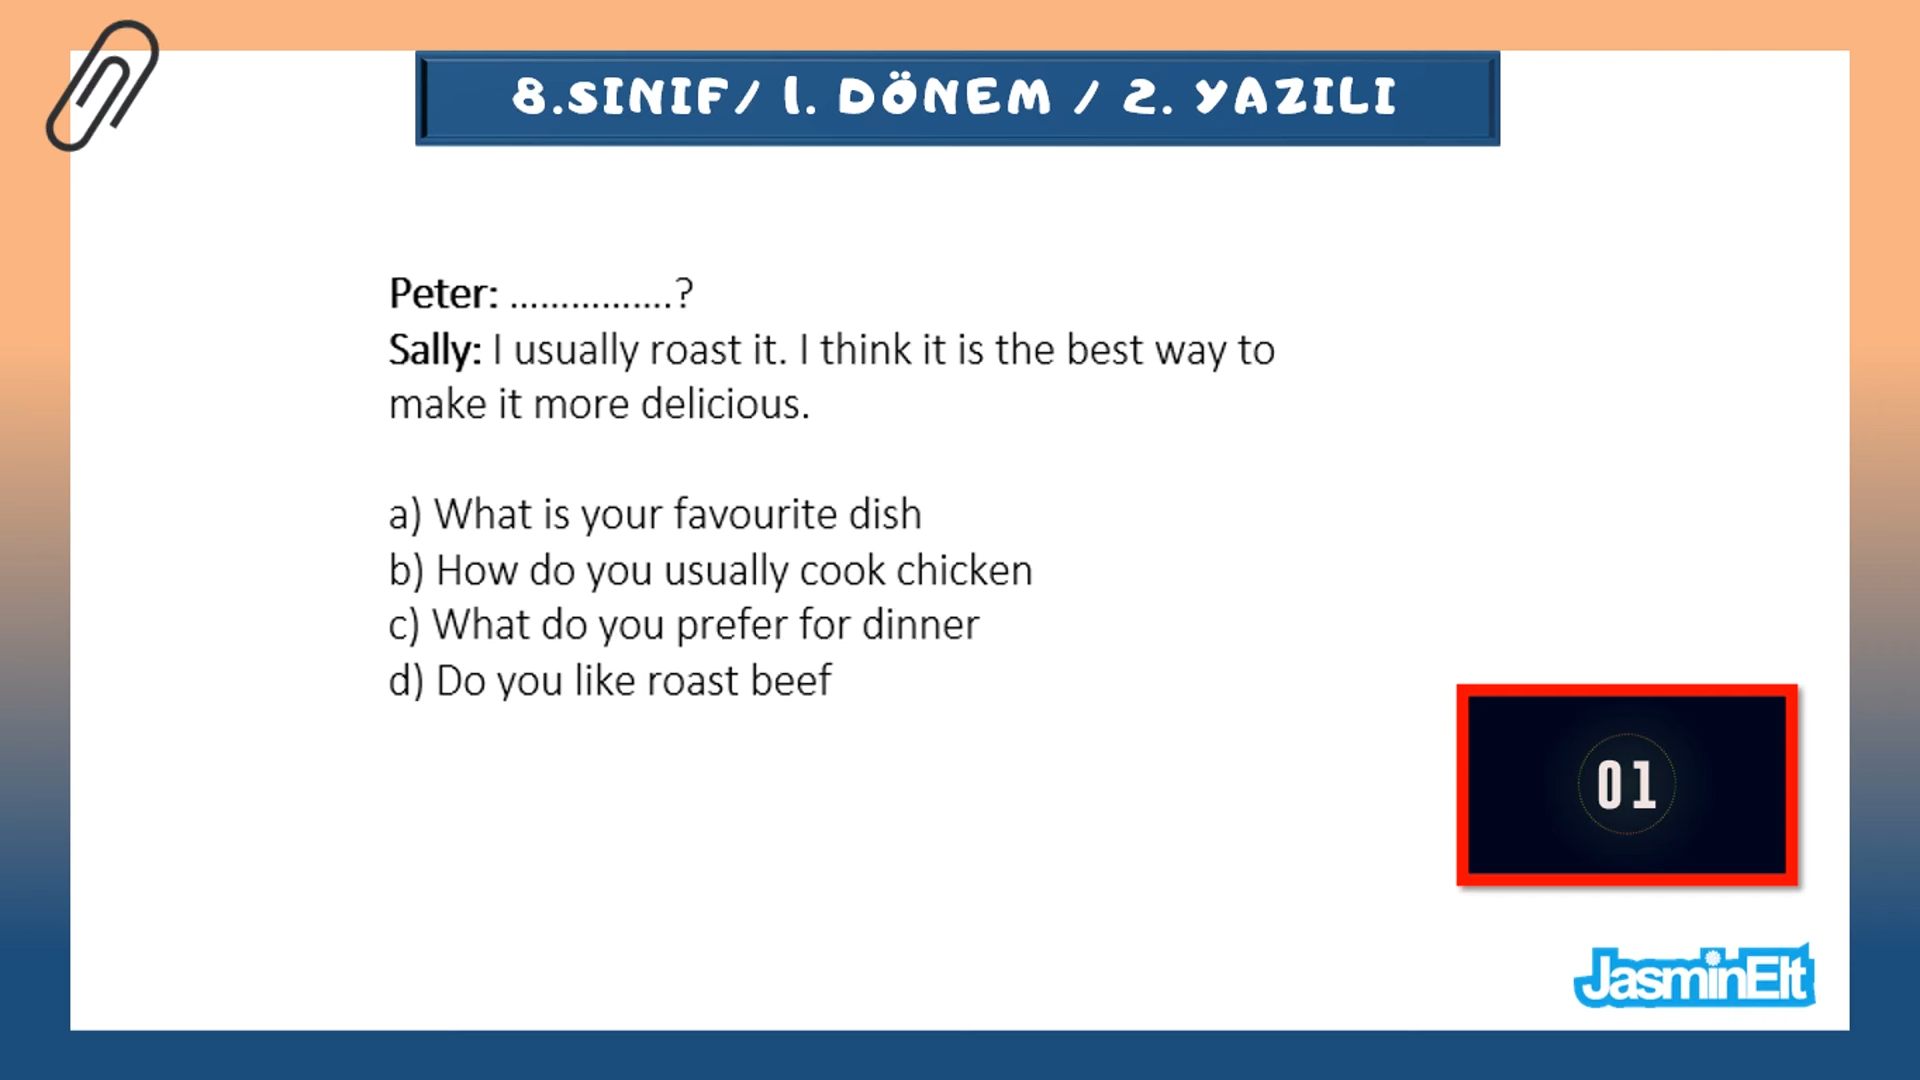 8.SINIF/ 1. DÖNEM / 2. YAZILI
Peter: ................?
Sally: I usually roast it. I think it is the best way to
make it more delicious.
a) What is your favourite dish
b) How do you usually cook chicken
c) What do you prefer for dinner
d) Do you like roast beef
01
JasminElt